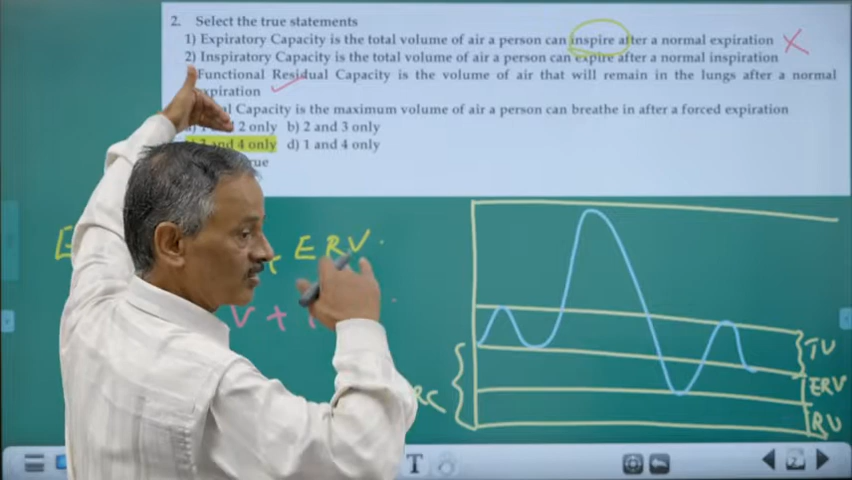 2. Select the true statements
1) Expiratory Capacity is the total volume of air a person can inspire after a normal expiration
2) Inspiratory Capacity is the total volume of air a person can expire after a normal inspiration
Functional Residual Capacity is the volume of air that will remain in the lungs after a normal
expiration
Capacity is the maximum volume of air a person can breathe in after a forced expiration
2 only b) 2 and 3 only
and 4 only d) 1 and 4 only
E ERV
V +
TV
ERV
RV
T
2